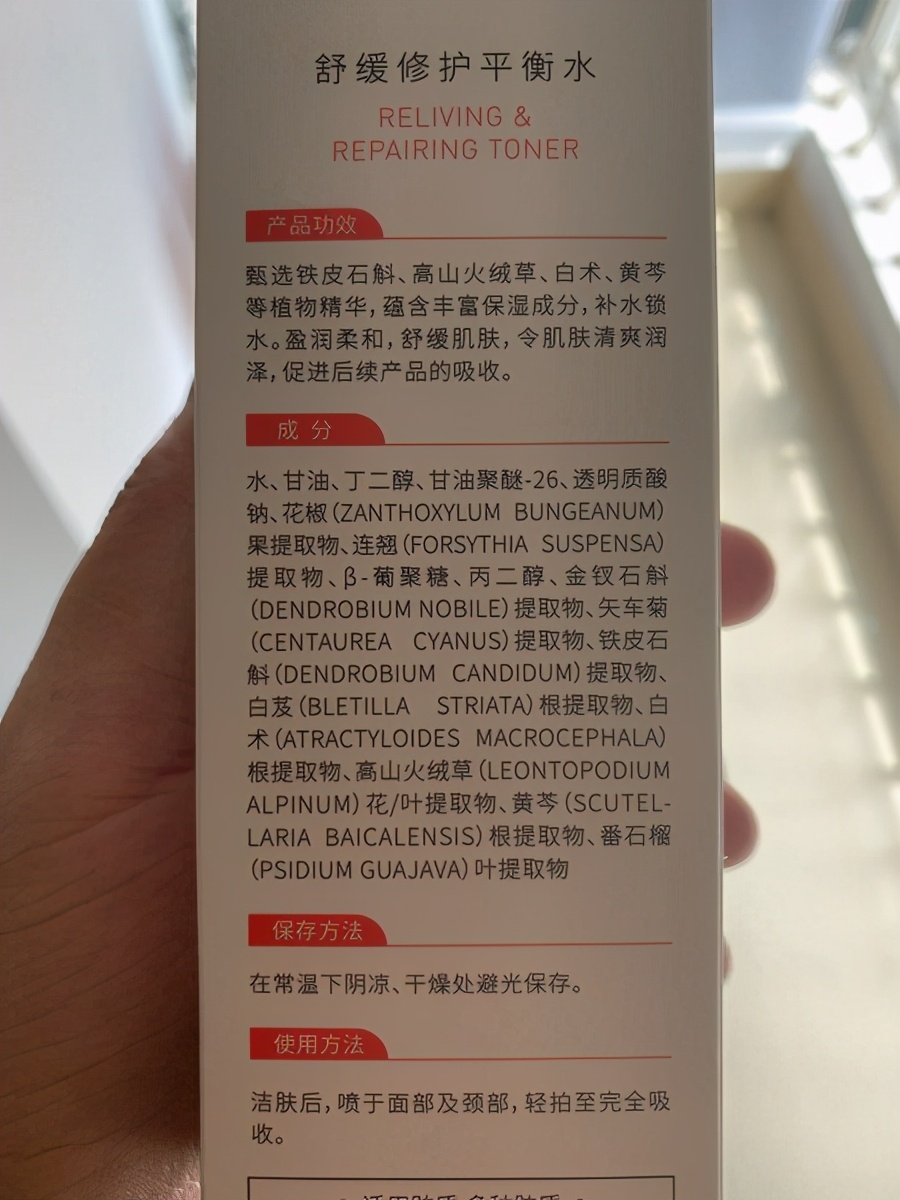 舒缓修护平衡水
RELIVING &
REPAIRING TONER
产品功效
甄选铁皮石斛、高山火绒草、白术、黄芩
等植物精华，蕴含丰富保湿成分，补水锁
水。盈润柔和，舒缓肌肤，令肌肤清爽润
泽，促进后续产品的吸收。
成 分
水、甘油、丁二醇、甘油聚醚-26、透明质酸
钠、花椒（ZANTHOXYLUM BUNGEANUM）
果提取物、连翘（FORSYTHIA SUSPENSA）
提取物、β-葡聚糖、丙二醇、金钗石斛
（DENDROBIUM NOBILE）提取物、矢车菊
（CENTAUREA CYANUS）提取物、铁皮石
斛（DENDROBIUM CANDIDUM）提取物、
白芨（BLETILLA STRIATA）根提取物、白
术（ATRACTYLOIDES MACROCEPHALA）
根提取物、高山火绒草（LEONTOPODIUM
ALPINUM）花/叶提取物、黄芩（SCUTEL-
LARIA BAICALENSIS）根提取物、番石榴
（PSIDIUM GUAJAVA）叶提取物
保存方法
在常温下阴凉、干燥处避光保存。
使用方法
洁肤后，喷于面部及颈部，轻拍至完全吸
收。